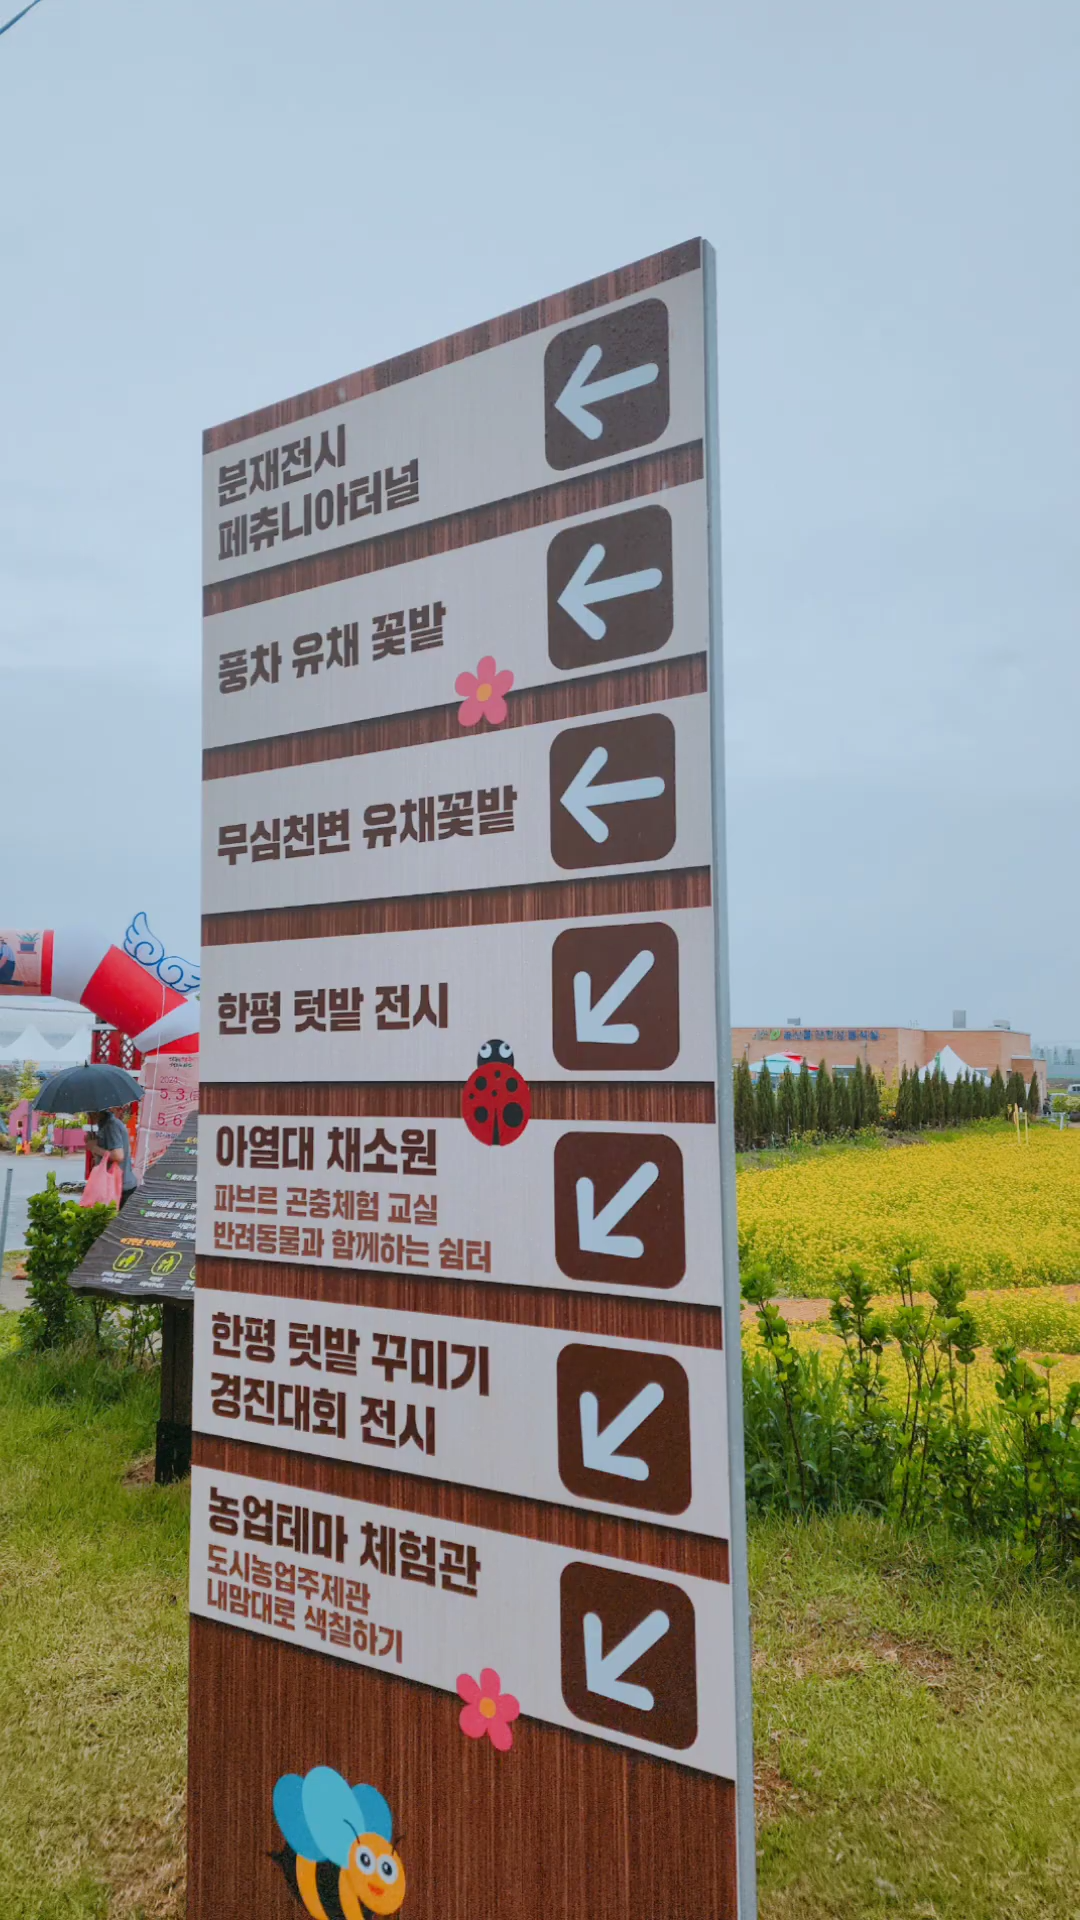 분재전시
페츄니아터널
풍차 유채 꽃밭
무심천변 유채꽃밭
한평 텃밭 전시
아열대 채소원
파브르 곤충체험 교실
반려동물과 함께하는 쉼터
한평 텃밭 꾸미기
경진대회 전시
농업테마 체험관
도시농업주제관
내맘대로 색칠하기
5. 3.
5. 6.